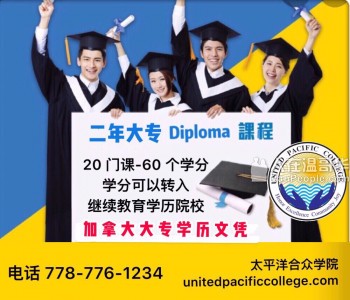 二年大专 Diploma 課程
20 门课-60 个学分
学分可以转入
继续教育学历院校
加拿大大专学历文凭
UNITED PACIFIC COLLEGE
电话 778-776-1234
太平洋合众学院
unitedpacificcollege.com